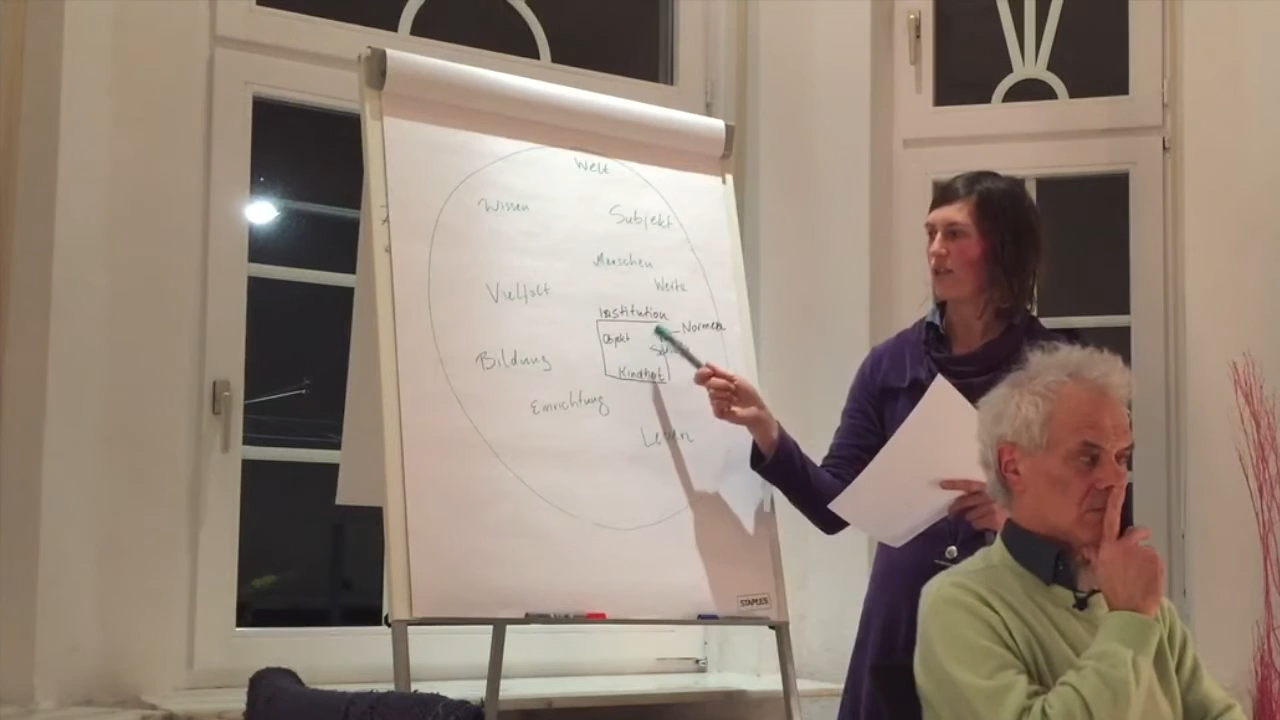 Welt
Wissen
Subjekt
Menschen
Werte
Vielfalt
Institution
Normen
Objekt
Bildung
Kindheit
Einrichtung
Leben
STAPLES